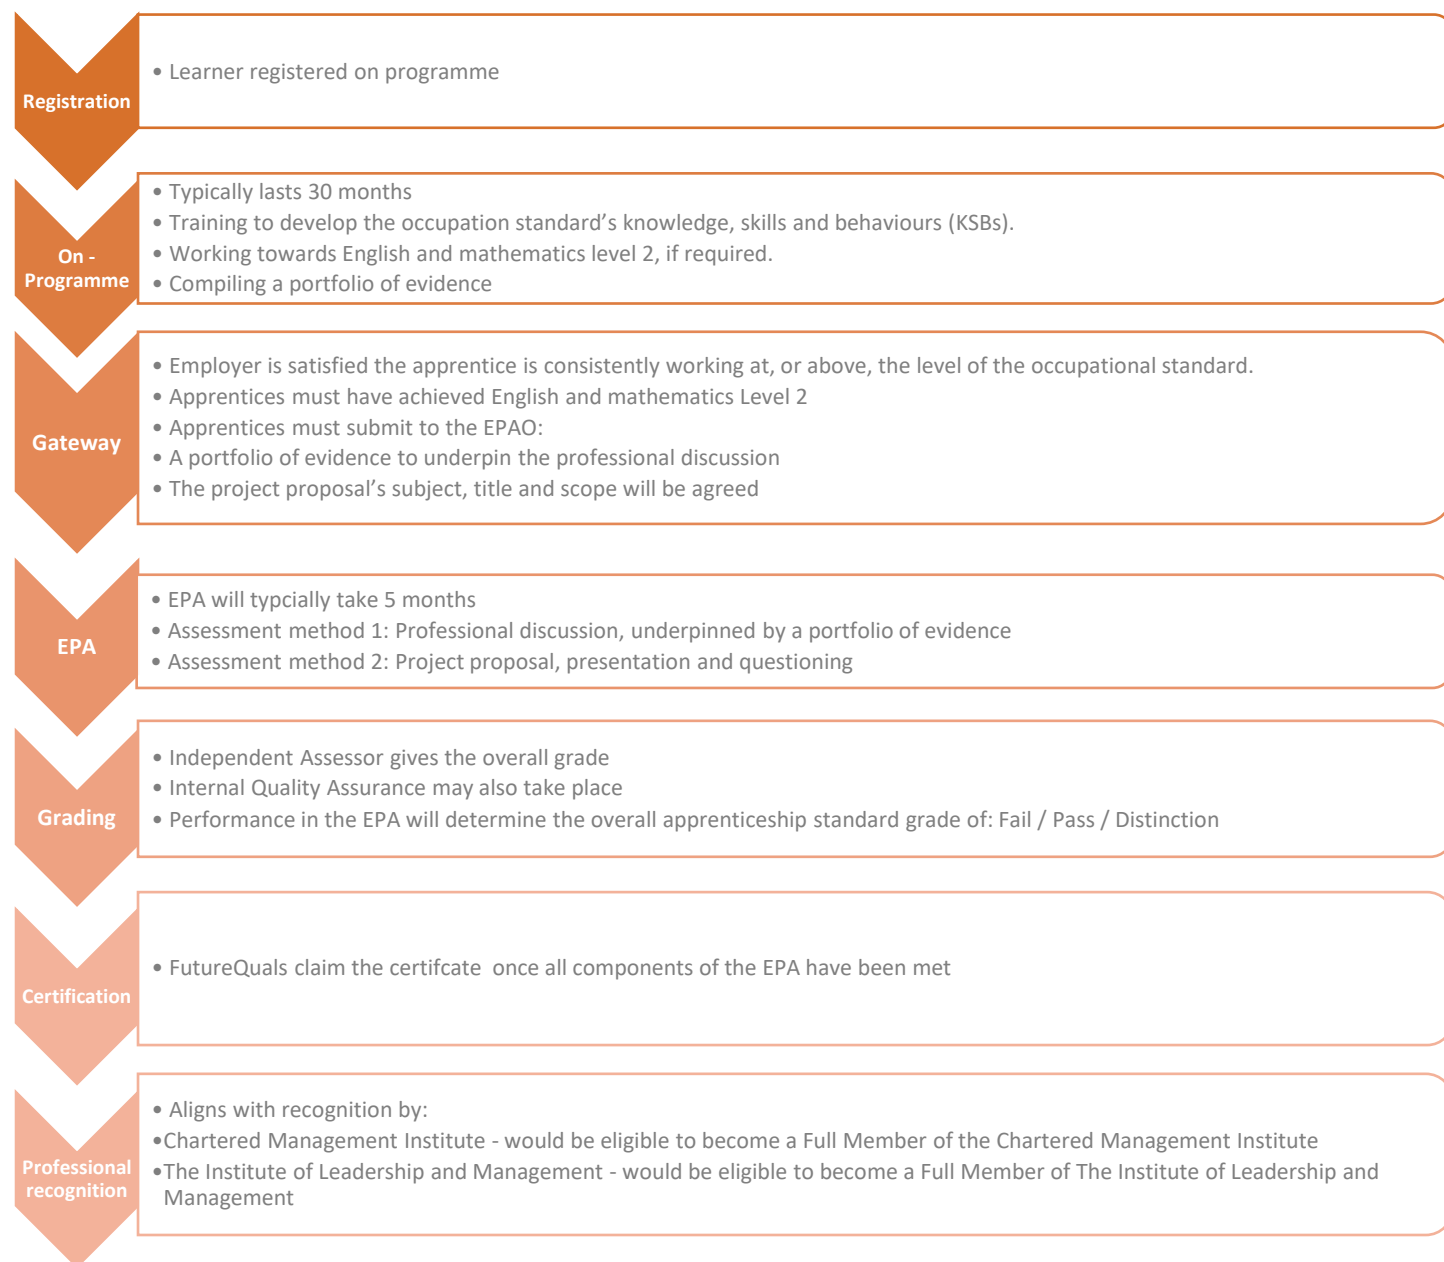 Registration
• Learner registered on programme
On -
Programme
• Typically lasts 30 months
• Training to develop the occupation standard’s knowledge, skills and behaviours (KSBs).
• Working towards English and mathematics level 2, if required.
• Compiling a portfolio of evidence
Gateway
• Employer is satisfied the apprentice is consistently working at, or above, the level of the occupational standard.
• Apprentices must have achieved English and mathematics Level 2
• Apprentices must submit to the EPAO:
• A portfolio of evidence to underpin the professional discussion
• The project proposal’s subject, title and scope will be agreed
EPA
• EPA will typcially take 5 months
• Assessment method 1: Professional discussion, underpinned by a portfolio of evidence
• Assessment method 2: Project proposal, presentation and questioning
Grading
• Independent Assessor gives the overall grade
• Internal Quality Assurance may also take place
• Performance in the EPA will determine the overall apprenticeship standard grade of: Fail / Pass / Distinction
Certification
• FutureQuals claim the certifcate once all components of the EPA have been met
Professional
recognition
• Aligns with recognition by:
•Chartered Management Institute - would be eligible to become a Full Member of the Chartered Management Institute
•The Institute of Leadership and Management - would be eligible to become a Full Member of The Institute of Leadership and
Management